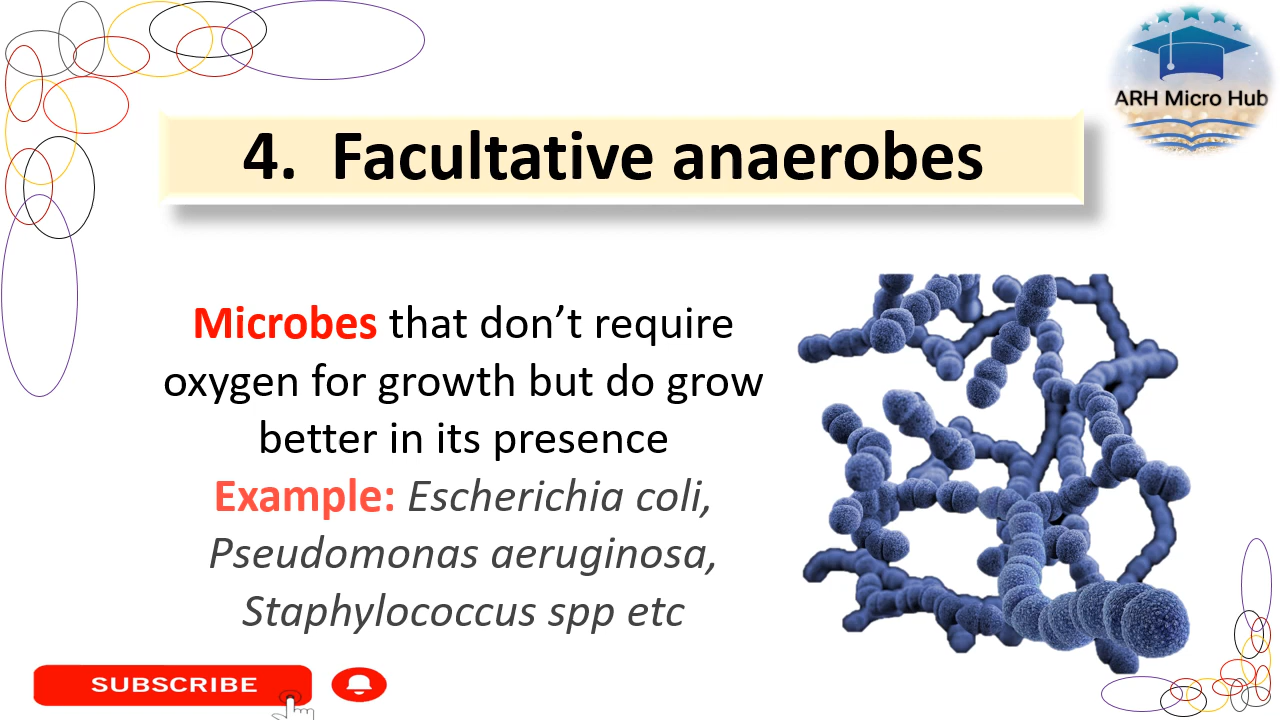 ARH Micro Hub
4. Facultative anaerobes
Microbes that don’t require
oxygen for growth but do grow
better in its presence
Example: Escherichia coli,
Pseudomonas aeruginosa,
Staphylococcus spp etc
SUBSCRIBE